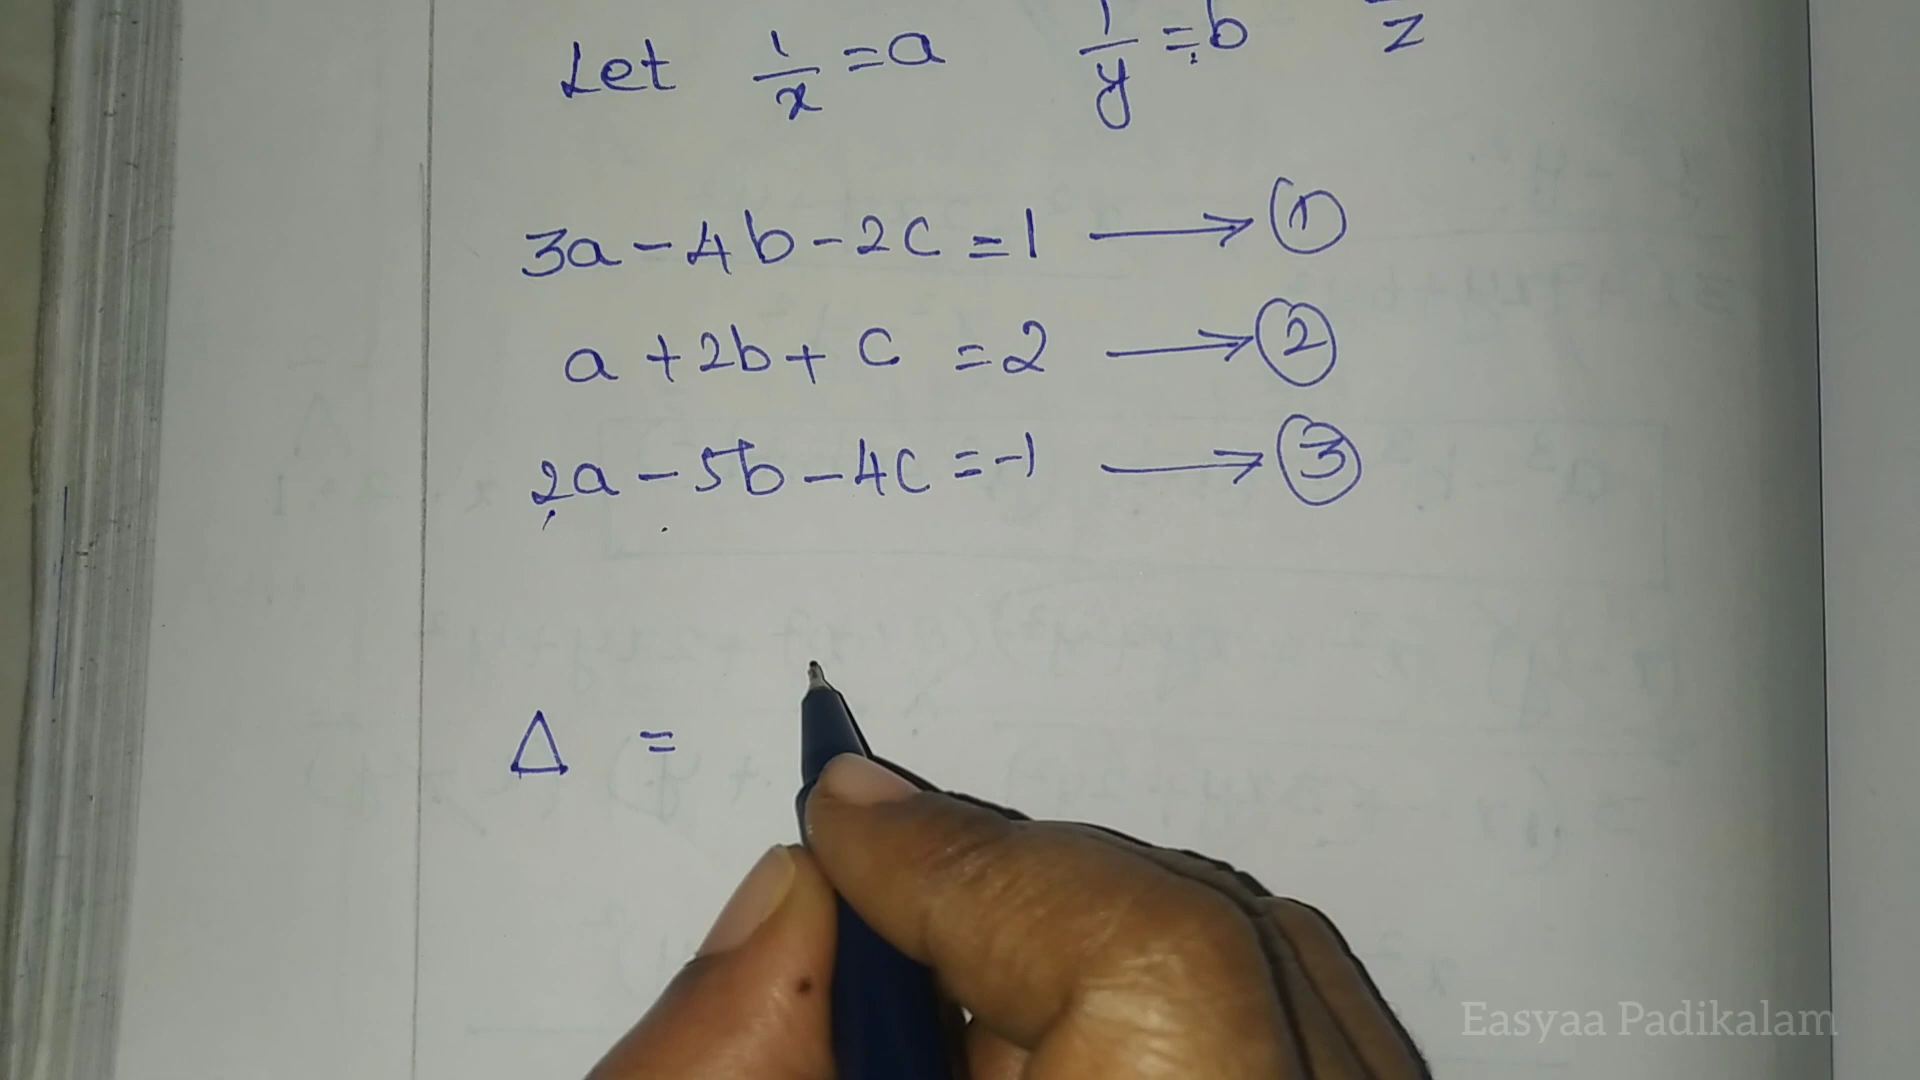 Let 1/x = a 1/y = b z
3a - 4b - 2c = 1 → ①
a + 2b + c = 2 → ②
2a - 5b - 4c = -1 → ③
Δ =
Easyaa Padikalam